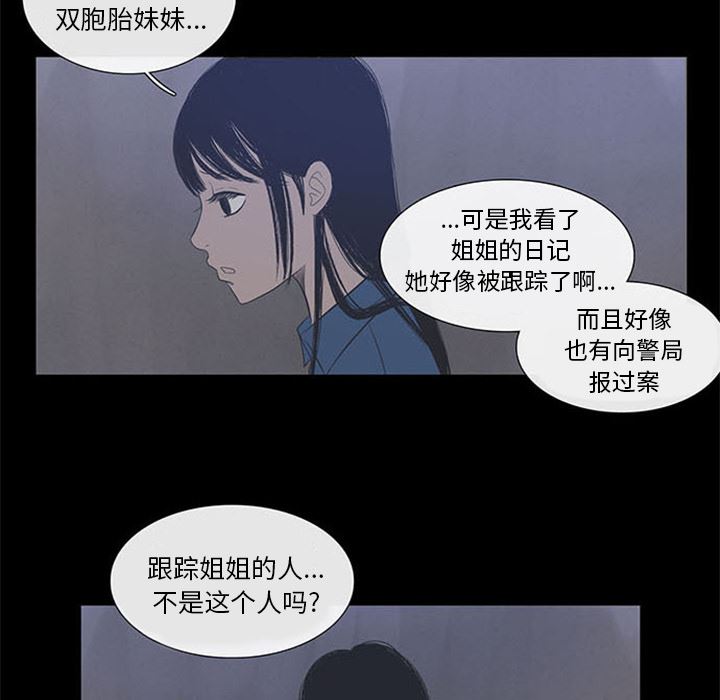 双胞胎妹妹...
...可是我看了
姐姐的日记
她好像被跟踪了啊...
而且好像
也有向警局
报过案
跟踪姐姐的人...
不是这个人吗?